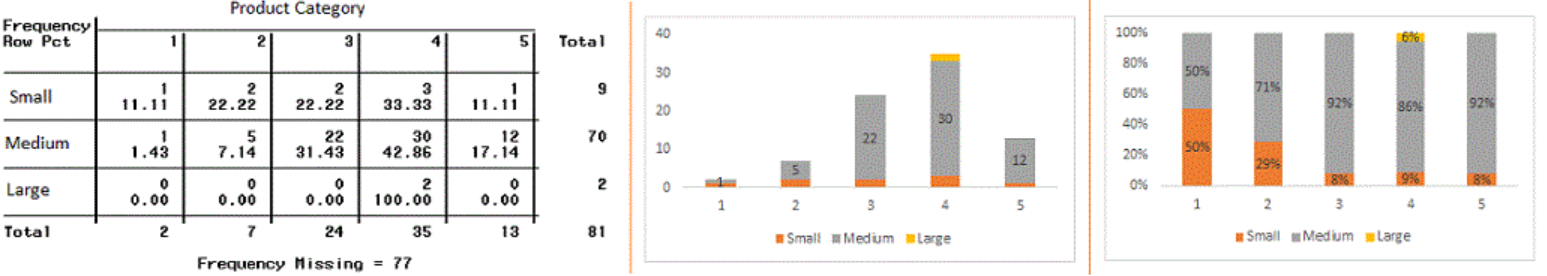 Product Category
Frequency
Row Pct 1 2 3 4 5 Total
Small 1 2 2 3 1 9
11.11 22.22 22.22 33.33 11.11
Medium 1 5 22 30 12 70
1.43 7.14 31.43 42.86 17.14
Large 0 0 0 2 0 2
0.00 0.00 0.00 100.00 0.00
Total 2 7 24 35 13 81
Frequency Missing = 77
40
30
20
10
0
1 5 22 30 12
1 2 3 4 5
Small Medium Large
100%
80%
60%
40%
20%
0%
6%
50% 71% 92% 86% 92%
50% 29% 8% 9% 8%
1 2 3 4 5
Small Medium Large